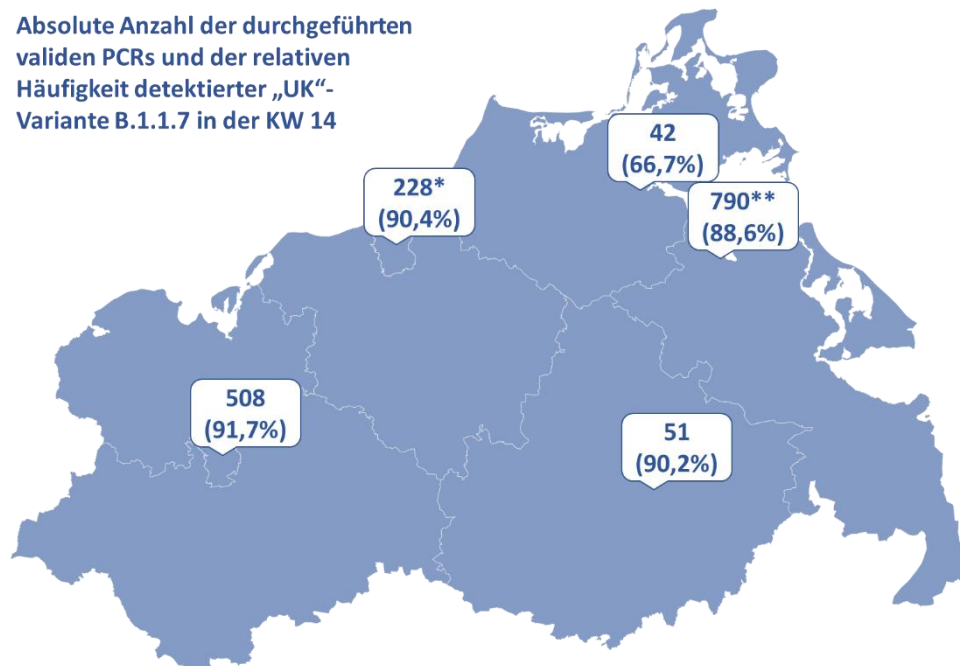 Absolute Anzahl der durchgeführten
validen PCRs und der relativen
Häufigkeit detektierter „UK“-
Variante B.1.1.7 in der KW 14
42
(66,7%)
228*
(90,4%)
790**
(88,6%)
508
(91,7%)
51
(90,2%)